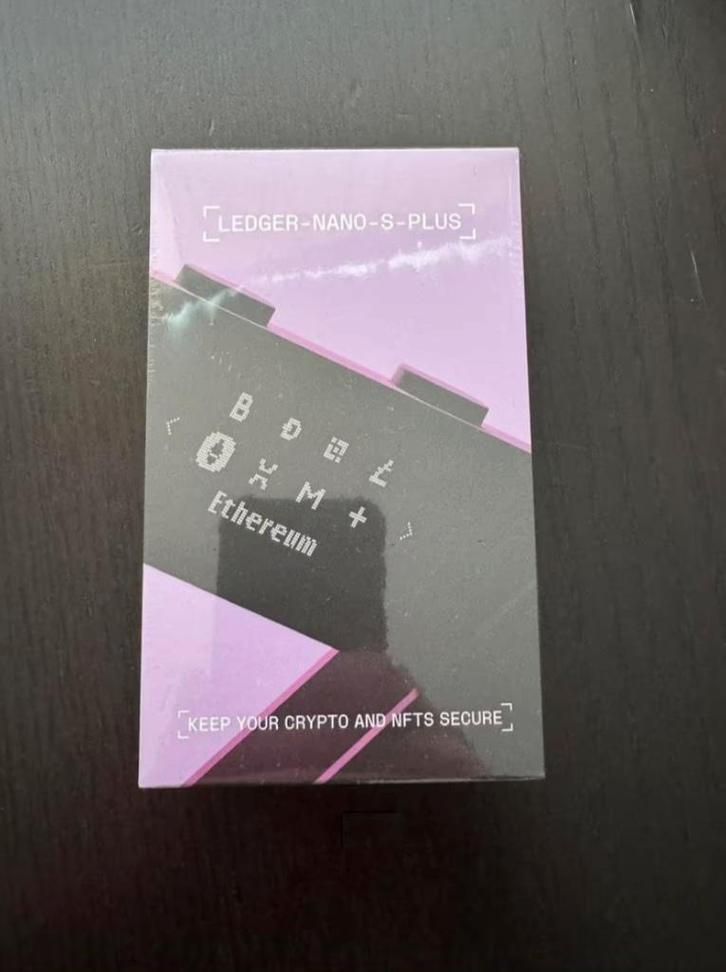 LEDGER-NANO-S-PLUS
B Đ Ł
M +
Ethereum
KEEP YOUR CRYPTO AND NFTS SECURE